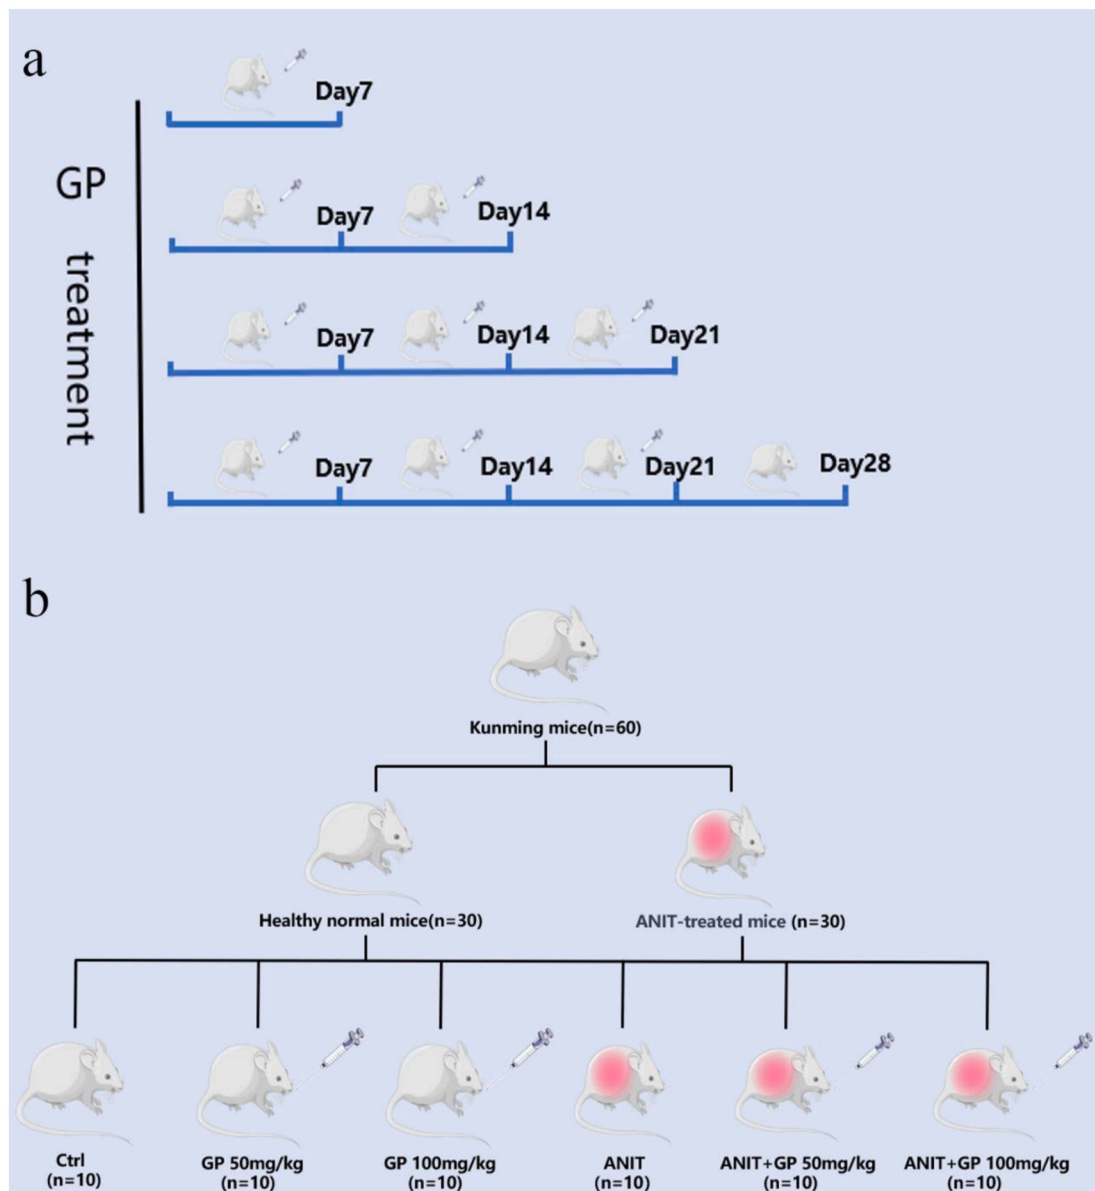 a
GP
treatment
Day7
Day7
Day14
Day7
Day14
Day21
Day7
Day14
Day21
Day28
b
Kunming mice(n=60)
Healthy normal mice(n=30)
ANIT-treated mice (n=30)
Ctrl
(n=10)
GP 50mg/kg
(n=10)
GP 100mg/kg
(n=10)
ANIT
(n=10)
ANIT+GP 50mg/kg
(n=10)
ANIT+GP 100mg/kg
(n=10)